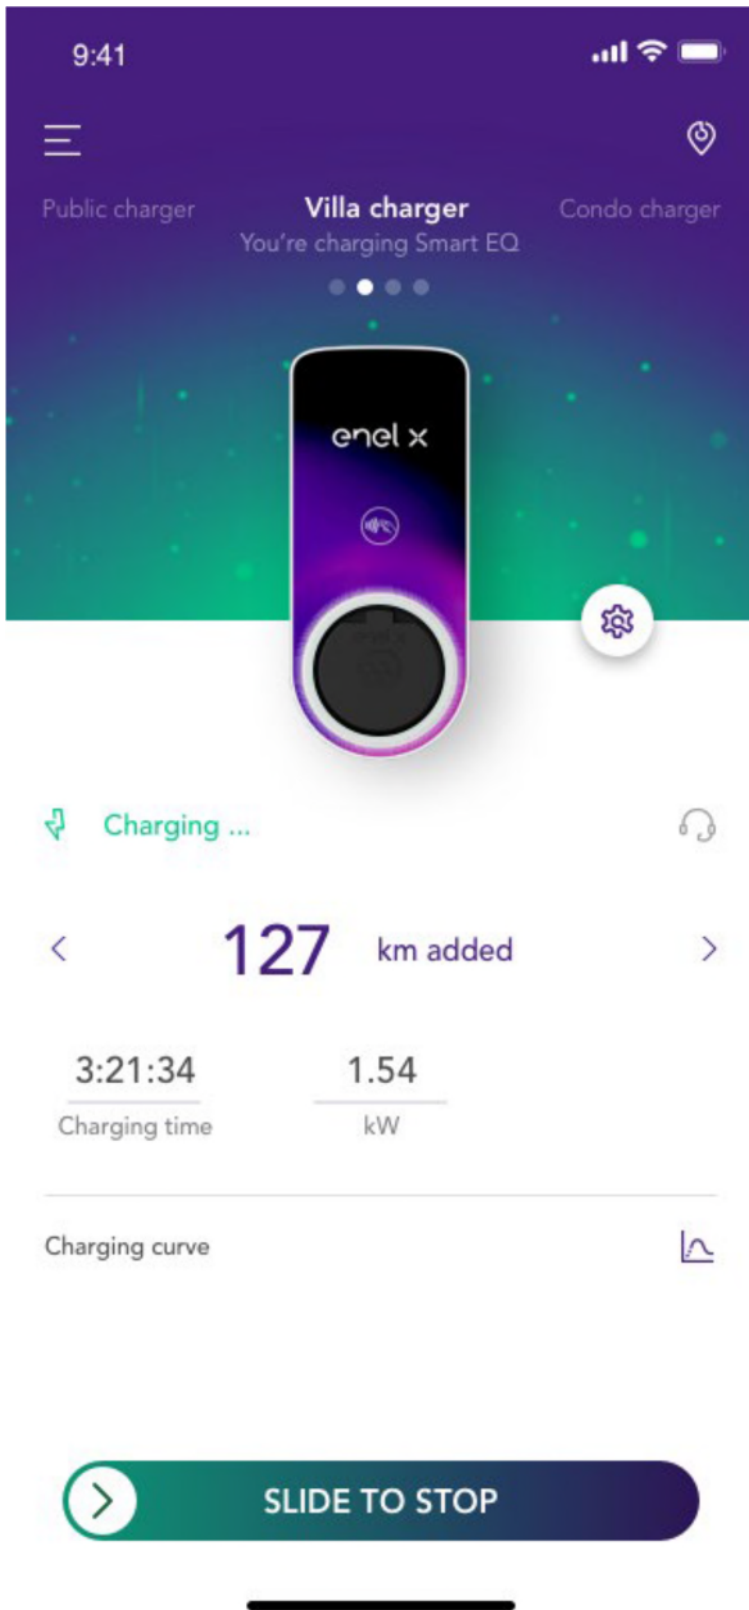 9:41
Public charger
Villa charger
Condo charger
You're charging Smart EQ
enel x
enel x
Charging ...
127 km added
3:21:34
1.54
Charging time
kW
Charging curve
SLIDE TO STOP